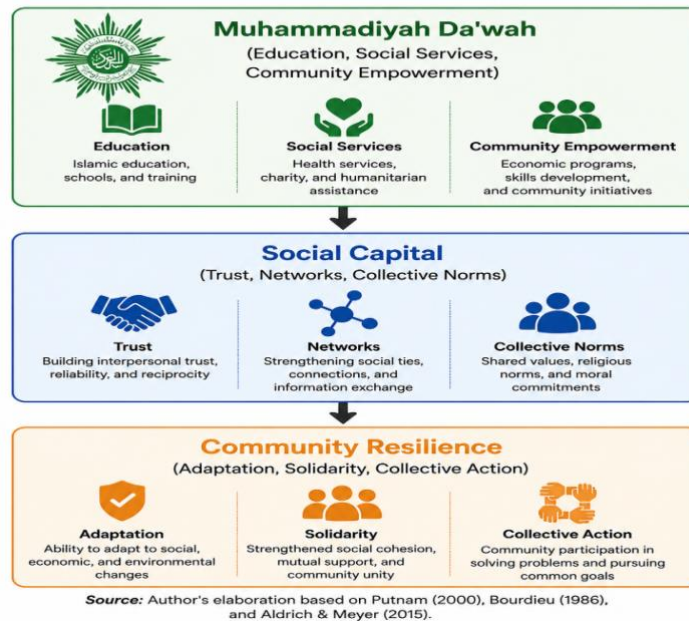 Muhammadiyah Da'wah
(Education, Social Services,
Community Empowerment)
Education
Islamic education,
schools, and training
Social Services
Health services,
charity, and humanitarian
assistance
Community Empowerment
Economic programs,
skills development,
and community initiatives
Social Capital
(Trust, Networks, Collective Norms)
Trust
Building interpersonal trust,
reliability, and reciprocity
Networks
Strengthening social ties,
connections, and
information exchange
Collective Norms
Shared values, religious
norms, and moral
commitments
Community Resilience
(Adaptation, Solidarity, Collective Action)
Adaptation
Ability to adapt to social,
economic, and environmental
changes
Solidarity
Strengthened social cohesion,
mutual support, and
community unity
Collective Action
Community participation in
solving problems and pursuing
common goals
Source: Author's elaboration based on Putnam (2000), Bourdieu (1986),
and Aldrich & Meyer (2015).